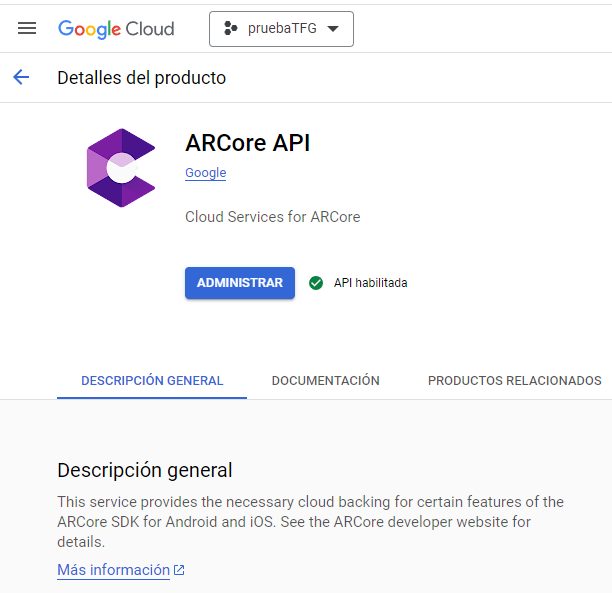 Google Cloud
pruebaTFG
Detalles del producto
ARCore API
Google
Cloud Services for ARCore
ADMINISTRAR
API habilitada
DESCRIPCIÓN GENERAL
DOCUMENTACIÓN
PRODUCTOS RELACIONADOS
Descripción general
This service provides the necessary cloud backing for certain features of the
ARCore SDK for Android and iOS. See the ARCore developer website for
details.
Más información